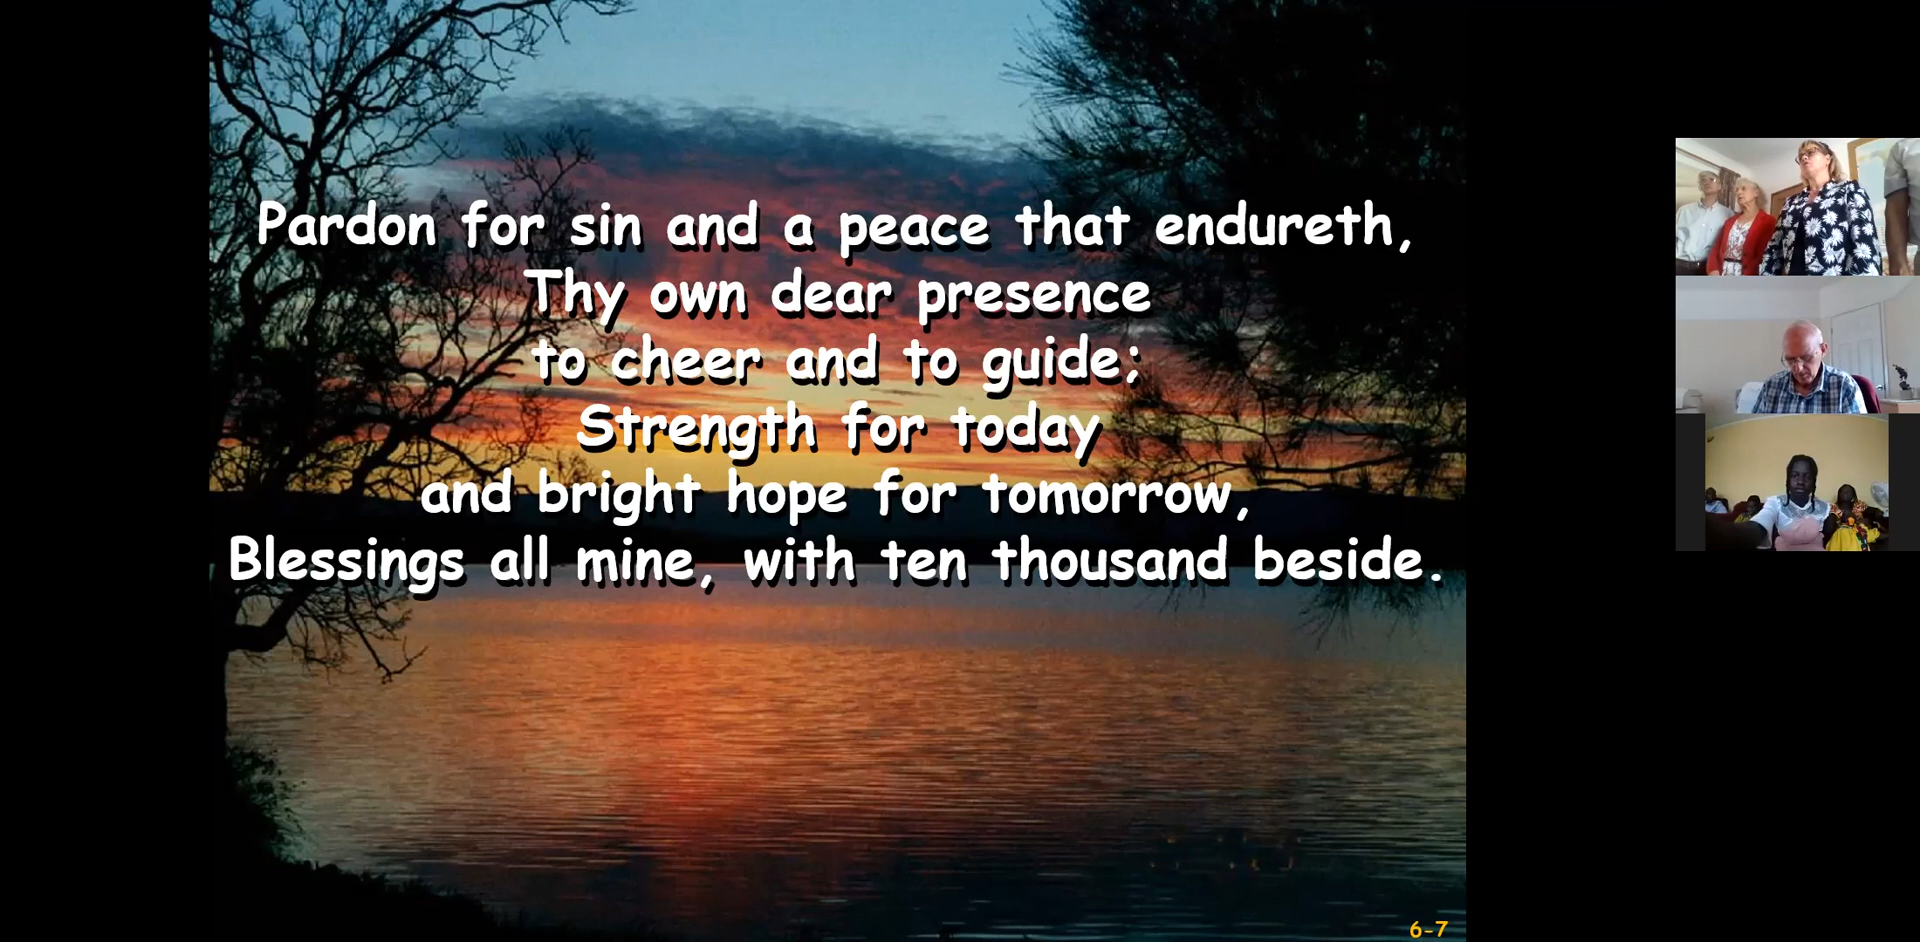 Pardon for sin and a peace that endureth,
Thy own dear presence
to cheer and to guide;
Strength for today
and bright hope for tomorrow,
Blessings all mine, with ten thousand beside.
6-7